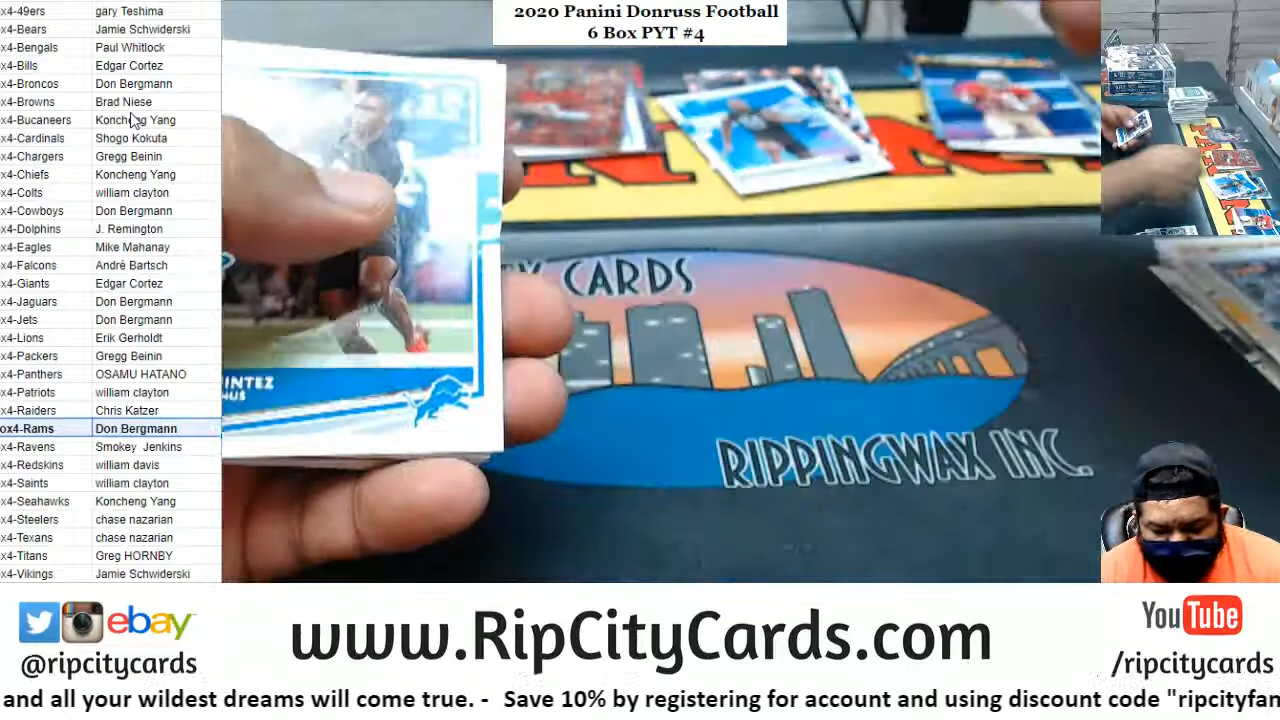 2020 Panini Donruss Football
6 Box PYT #4
x4-49ers gary Teshima
x4-Bears Jamie Schwiderski
x4-Bengals Paul Whitlock
x4-Bills Edgar Cortez
x4-Broncos Don Bergmann
x4-Browns Brad Niese
x4-Bucaneers Koncheng Yang
x4-Cardinals Shogo Kokuta
x4-Chargers Gregg Beinin
x4-Chiefs Koncheng Yang
x4-Colts william clayton
x4-Cowboys Don Bergmann
x4-Dolphins J. Remington
x4-Eagles Mike Mahanay
x4-Falcons André Bartsch
x4-Giants Edgar Cortez
x4-Jaguars Don Bergmann
x4-Jets Don Bergmann
x4-Lions Erik Gerholdt
x4-Packers Gregg Beinin
x4-Panthers OSAMU HATANO
x4-Patriots william clayton
x4-Raiders Chris Katzer
ox4-Rams Don Bergmann
x4-Ravens Smokey Jenkins
x4-Redskins william davis
x4-Saints william clayton
x4-Seahawks Koncheng Yang
x4-Steelers chase nazarian
x4-Texans chase nazarian
x4-Titans Greg HORNBY
x4-Vikings Jamie Schwiderski
CARDS
RIPPINGWAX INC.
INTEZ
ebay
@ripcitycards
www.RipCityCards.com
YouTube
/ripcitycards
and all your wildest dreams will come true. - Save 10% by registering for account and using discount code "ripcityfan